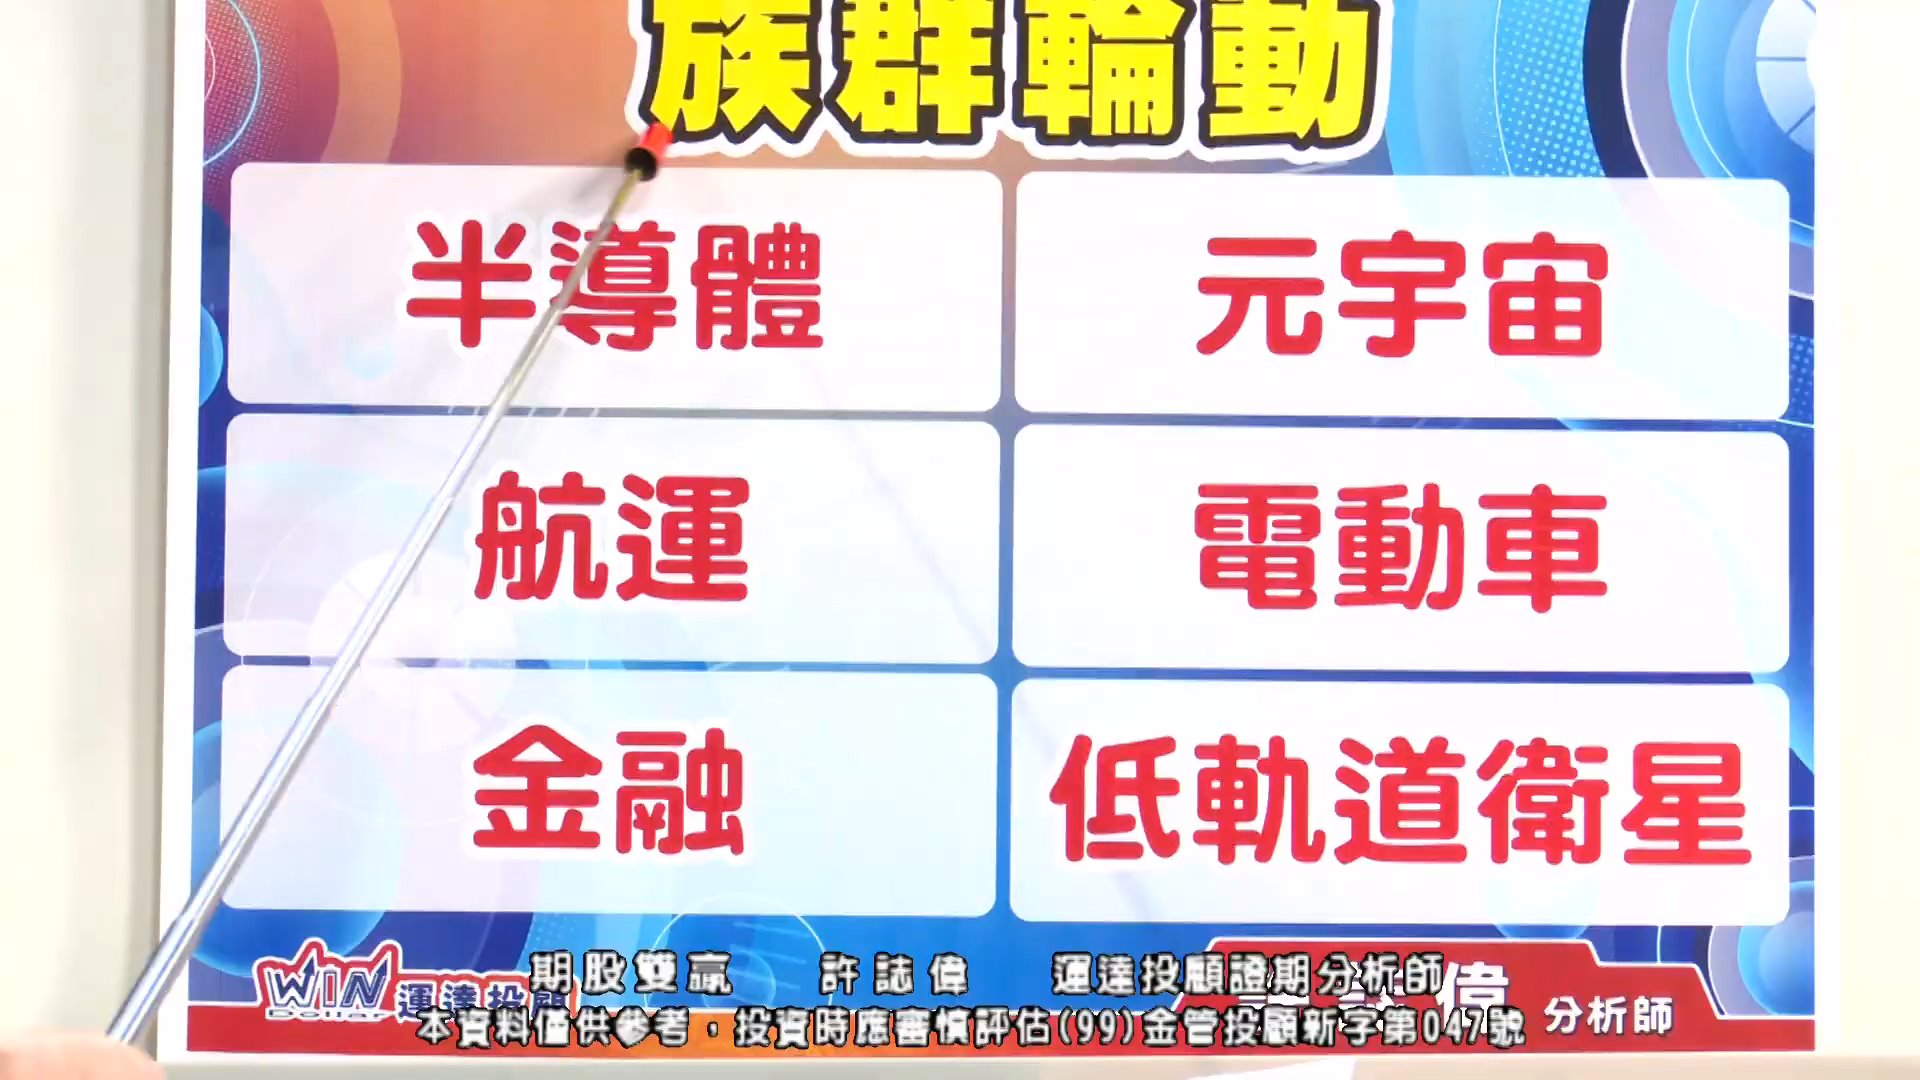 族群輪動
半導體
元宇宙
航運
電動車
金融
低軌道衛星
WIN
Dollar
運達投顧
偉 分析師
期股雙贏 許誌偉 運達投顧證期分析師
本資料僅供參考，投資時應審慎評估(99)金管投顧新字第047號